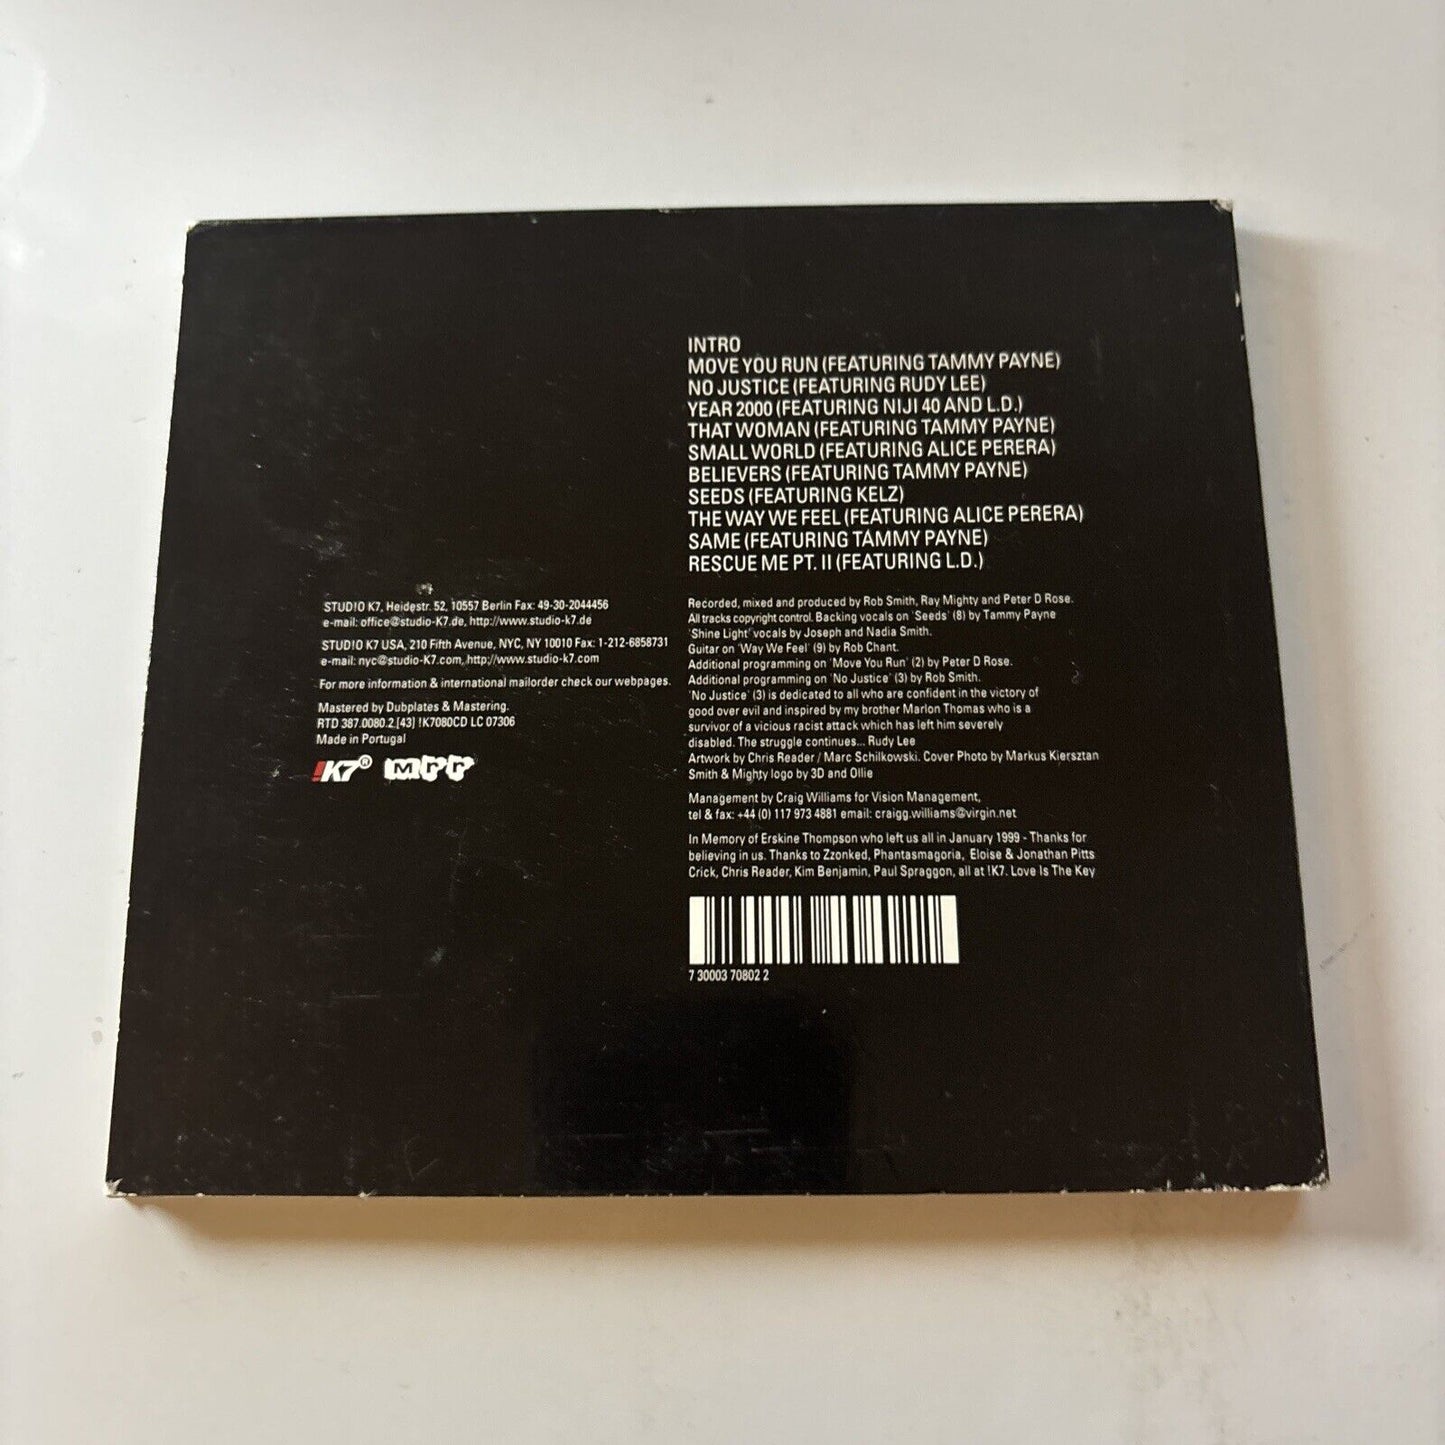 INTRO
MOVE YOU RUN (FEATURING TAMMY PAYNE)
NO JUSTICE (FEATURING RUDY LEE)
YEAR 2000 (FEATURING NIJI 40 AND L.D.)
THAT WOMAN (FEATURING TAMMY PAYNE)
SMALL WORLD (FEATURING ALICE PERERA)
BELIEVERS (FEATURING TAMMY PAYNE)
SEEDS (FEATURING KELZ)
THE WAY WE FEEL (FEATURING ALICE PERERA)
SAME (FEATURING TAMMY PAYNE)
RESCUE ME PT. II (FEATURING L.D.)
STUD!O K7, Heidestr. 52, 10557 Berlin Fax: 49-30-2044456
e-mail: office@studio-K7.de, http://www.studio-k7.de
STUD!O K7 USA, 210 Fifth Avenue, NYC, NY 10010 Fax: 1-212-6858731
e-mail: nyc@studio-K7.com, http://www.studio-k7.com
For more information & international mailorder check our webpages.
Mastered by Dubplates & Mastering.
RTD 387.0080.2.[43] !K7080CD LC 07306
Made in Portugal
!K7®
Recorded, mixed and produced by Rob Smith, Ray Mighty and Peter D Rose.
All tracks copyright control. Backing vocals on 'Seeds' (8) by Tammy Payne
'Shine Light' vocals by Joseph and Nadia Smith.
Guitar on 'Way We Feel' (9) by Rob Chant.
Additional programming on 'Move You Run' (2) by Peter D Rose.
Additional programming on 'No Justice' (3) by Rob Smith.
'No Justice' (3) is dedicated to all who are confident in the victory of
good over evil and inspired by my brother Marlon Thomas who is a
survivor of a vicious racist attack which has left him severely
disabled. The struggle continues... Rudy Lee
Artwork by Chris Reader / Marc Schilkowski. Cover Photo by Markus Kiersztan
Smith & Mighty logo by 3D and Ollie
Management by Craig Williams for Vision Management,
tel & fax: +44 (0) 117 973 4881 email: craigg.williams@virgin.net
In Memory of Erskine Thompson who left us all in January 1999 - Thanks for
believing in us. Thanks to Zzonked, Phantasmagoria, Eloise & Jonathan Pitts
Crick, Chris Reader, Kim Benjamin, Paul Spraggon, all at !K7. Love Is The Key
7 30003 70802 2